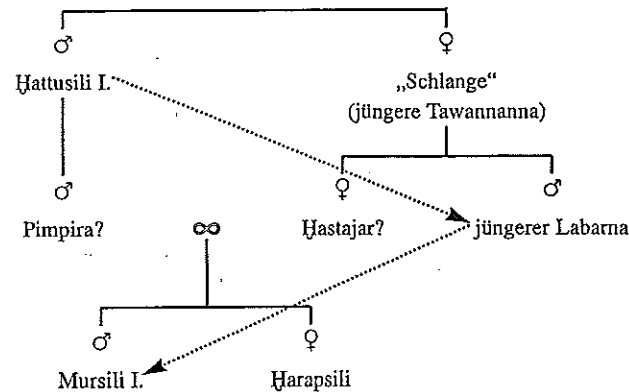 ♂ ♀
Ḫattusili I. „Schlange“
(jüngere Tawannanna)
♂ ♀ ♂
Pimpira? ∞ Ḫastajar? jüngerer Labarna
♂ ♀
Mursili I. Ḫarapsili